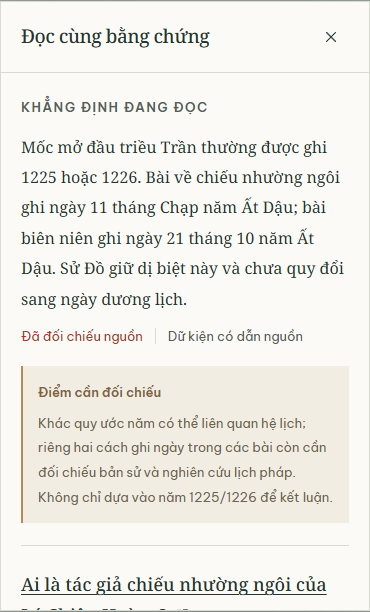 Đọc cùng bằng chứng
KHẲNG ĐỊNH ĐANG ĐỌC
Mốc mở đầu triều Trần thường được ghi
1225 hoặc 1226. Bài về chiếu nhường ngôi
ghi ngày 11 tháng Chạp năm Ất Dậu; bài
biên niên ghi ngày 21 tháng 10 năm Ất
Dậu. Sử Đồ giữ dị biệt này và chưa quy đổi
sang ngày dương lịch.
Đã đối chiếu nguồn Dữ kiện có dẫn nguồn
Điểm cần đối chiếu
Khác quy ước năm có thể liên quan hệ lịch;
riêng hai cách ghi ngày trong các bài còn cần
đối chiếu bản sử và nghiên cứu lịch pháp.
Không chỉ dựa vào năm 1225/1226 để kết luận.
Ai là tác giả chiếu nhường ngôi của